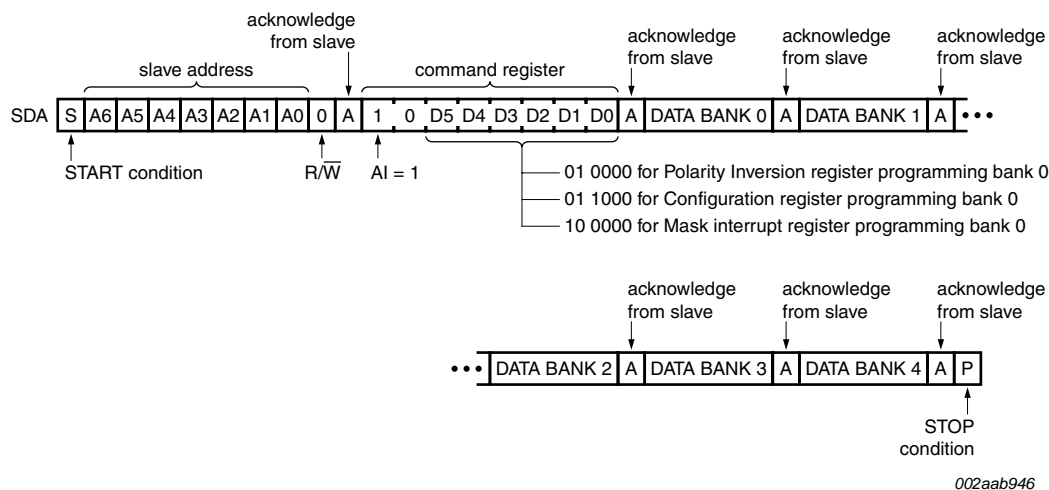 acknowledge
from slave
acknowledge
from slave
acknowledge
from slave
acknowledge
from slave
slave address
command register
SDA S A6 A5 A4 A3 A2 A1 A0 0 A 1 0 D5 D4 D3 D2 D1 D0 A DATA BANK 0 A DATA BANK 1 A •••
START condition
R/W̅
AI = 1
01 0000 for Polarity Inversion register programming bank 0
01 1000 for Configuration register programming bank 0
10 0000 for Mask interrupt register programming bank 0
acknowledge
from slave
acknowledge
from slave
acknowledge
from slave
••• DATA BANK 2 A DATA BANK 3 A DATA BANK 4 A P
STOP
condition
002aab946